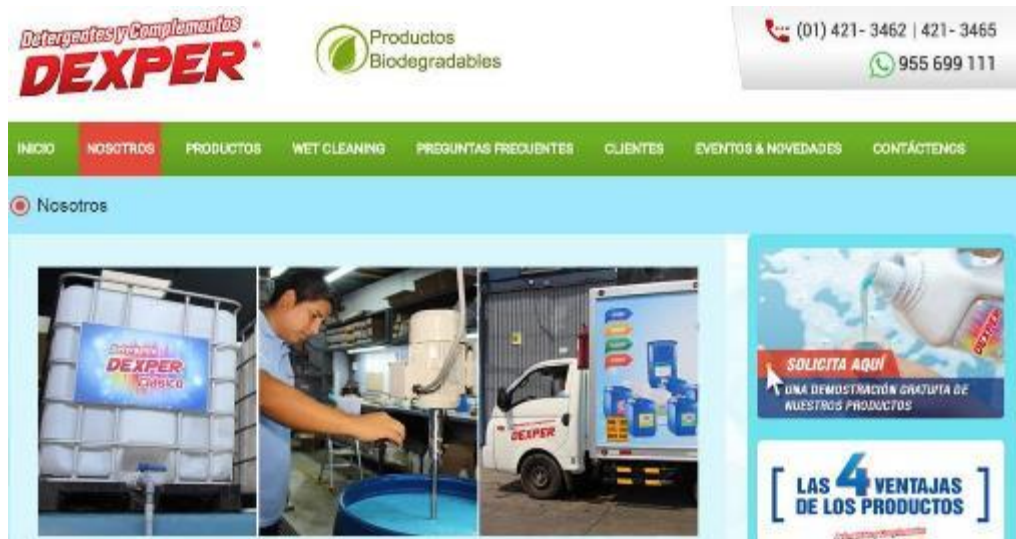 Detergentes y Complementos
DEXPER
Productos
Biodegradables
(01) 421- 3462 | 421- 3465
955 699 111
INICIO
NOSOTROS
PRODUCTOS
WET CLEANING
PREGUNTAS FRECUENTES
CLIENTES
EVENTOS & NOVEDADES
CONTÁCTENOS
Nosotros
DEXPER
Clásico
DEXPER
DEXPER
SOLICITA AQUÍ
UNA DEMOSTRACIÓN GRATUITA DE
NUESTROS PRODUCTOS
LAS 4 VENTAJAS
DE LOS PRODUCTOS